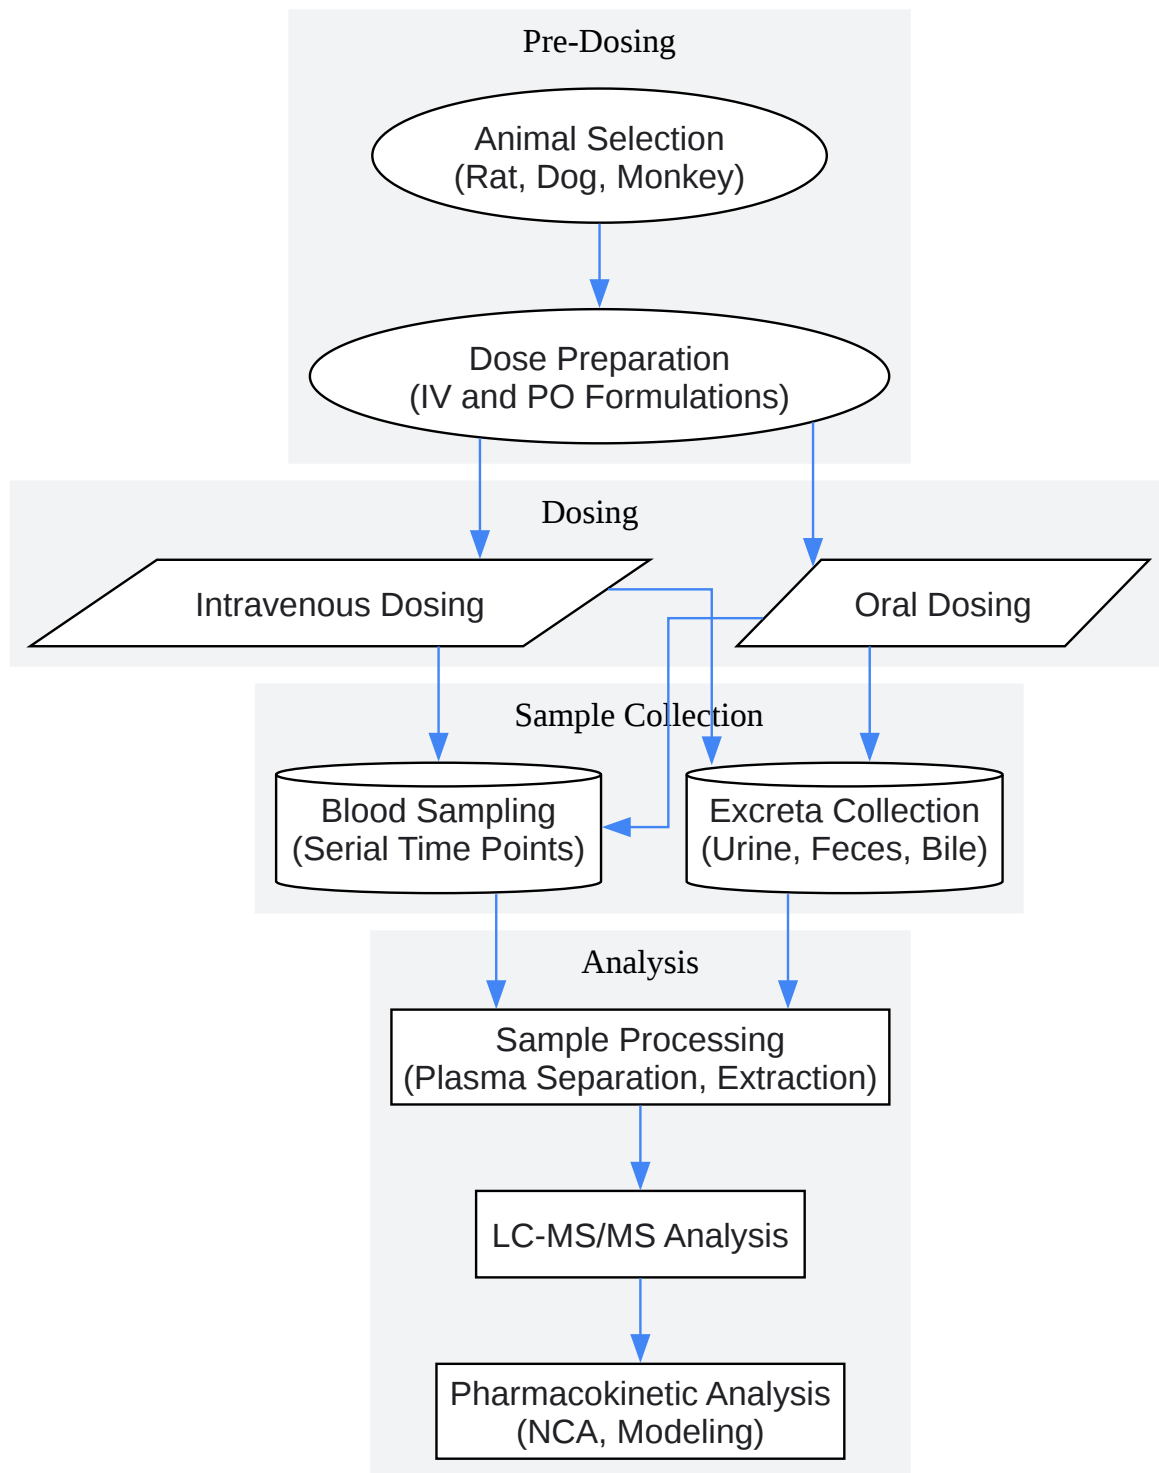 Pre-Dosing
Animal Selection
(Rat, Dog, Monkey)
Dose Preparation
(IV and PO Formulations)
Dosing
Intravenous Dosing
Oral Dosing
Sample Collection
Blood Sampling
(Serial Time Points)
Excreta Collection
(Urine, Feces, Bile)
Analysis
Sample Processing
(Plasma Separation, Extraction)
LC-MS/MS Analysis
Pharmacokinetic Analysis
(NCA, Modeling)